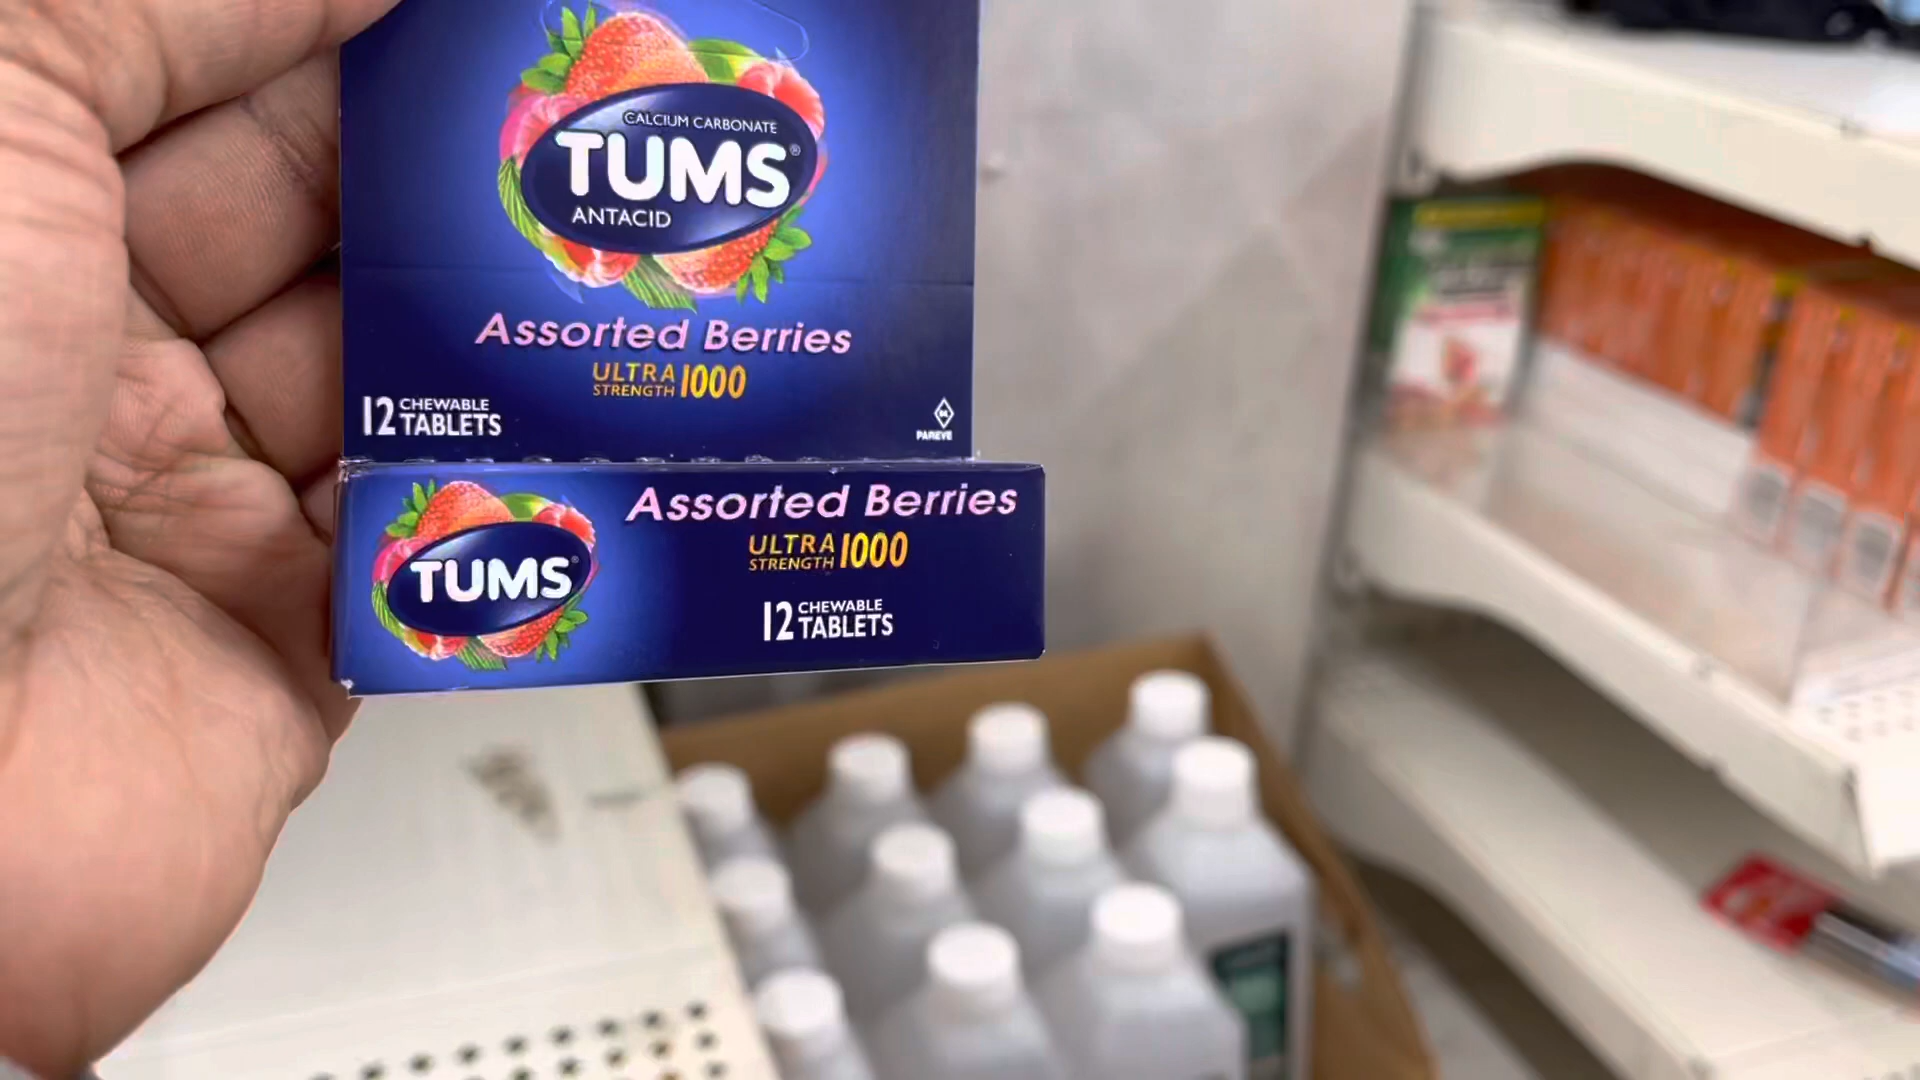 CALCIUM CARBONATE
TUMS®
ANTACID
Assorted Berries
ULTRA STRENGTH 1000
12 CHEWABLE TABLETS
PAREVE
TUMS®
Assorted Berries
ULTRA STRENGTH 1000
12 CHEWABLE TABLETS